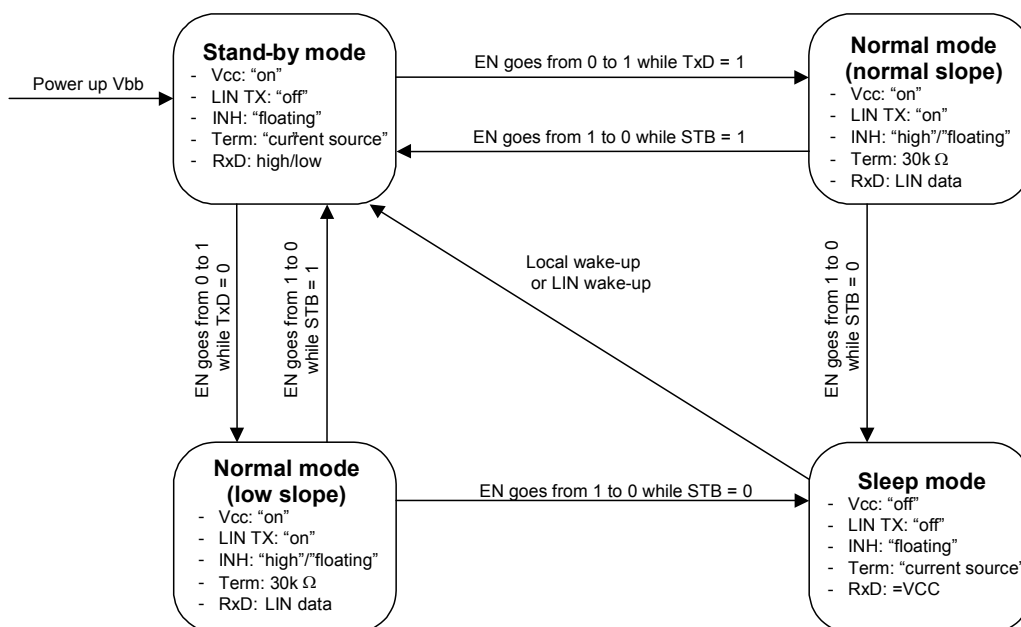 Power up Vbb
Stand-by mode
- Vcc: “on”
- LIN TX: “off”
- INH: “floating”
- Term: “current source”
- RxD: high/low
EN goes from 0 to 1 while TxD = 1
EN goes from 1 to 0 while STB = 1
Normal mode
(normal slope)
- Vcc: “on”
- LIN TX: “on”
- INH: “high”/”floating”
- Term: 30k Ω
- RxD: LIN data
EN goes from 0 to 1
while TxD = 0
EN goes from 1 to 0
while STB = 1
Local wake-up
or LIN wake-up
EN goes from 1 to 0
while STB = 0
Normal mode
(low slope)
- Vcc: “on”
- LIN TX: “on”
- INH: “high”/”floating”
- Term: 30k Ω
- RxD: LIN data
EN goes from 1 to 0 while STB = 0
Sleep mode
- Vcc: “off”
- LIN TX: “off”
- INH: “floating”
- Term: “current source”
- RxD: =VCC